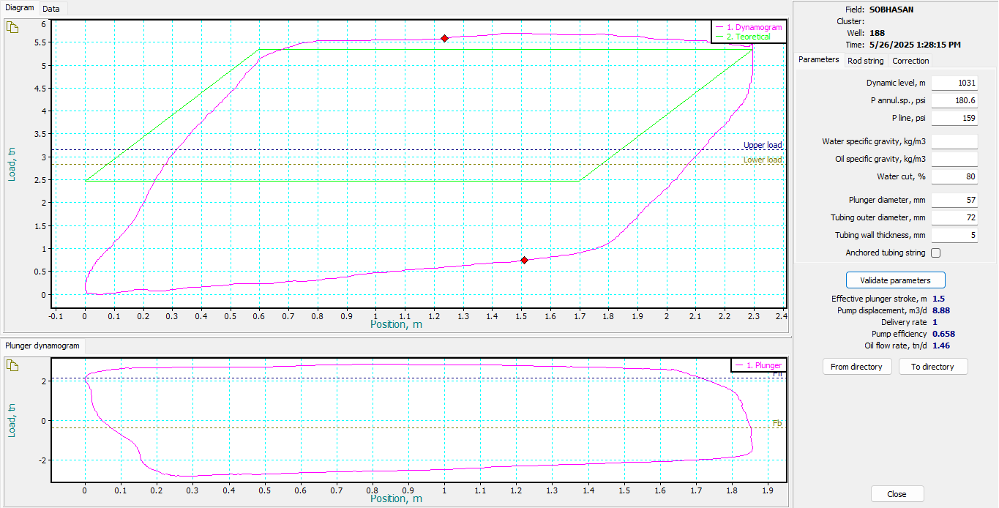 Diagram Data
6
5.5
5
4.5
4
3.5
3
2.5
2
1.5
1
0.5
0
Load, tn
1. Dynamogram
2. Teoretical
Upper load
Lower load
-0.1 0 0.1 0.2 0.3 0.4 0.5 0.6 0.7 0.8 0.9 1 1.1 1.2 1.3 1.4 1.5 1.6 1.7 1.8 1.9 2 2.1 2.2 2.3 2.4
Position, m
Plunger dynamogram
2
0
-2
Load, tn
1. Plunger
Fb
0 0.1 0.2 0.3 0.4 0.5 0.6 0.7 0.8 0.9 1 1.1 1.2 1.3 1.4 1.5 1.6 1.7 1.8 1.9
Position, m
Field: SOBHASAN
Cluster:
Well: 188
Time: 5/26/2025 1:28:15 PM
Parameters Rod string Correction
Dynamic level, m 1031
P annul.sp., psi 180.6
P line, psi 159
Water specific gravity, kg/m3
Oil specific gravity, kg/m3
Water cut, % 80
Plunger diameter, mm 57
Tubing outer diameter, mm 72
Tubing wall thickness, mm 5
Anchored tubing string
Validate parameters
Effective plunger stroke, m 1.5
Pump displacement, m3/d 8.88
Delivery rate 1
Pump efficiency 0.658
Oil flow rate, tn/d 1.46
From directory To directory
Close